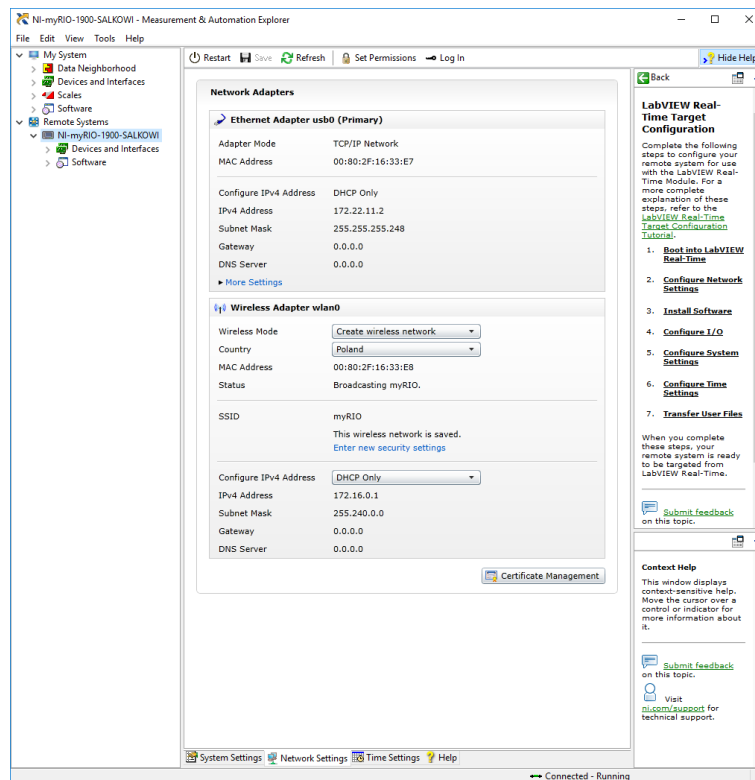 NI-myRIO-1900-SALKOWI - Measurement & Automation Explorer
File Edit View Tools Help
My System
Data Neighborhood
Devices and Interfaces
Scales
Software
Remote Systems
NI-myRIO-1900-SALKOWI
Devices and Interfaces
Software
Restart Save Refresh Set Permissions Log In Hide Help
Network Adapters
Ethernet Adapter usb0 (Primary)
Adapter Mode TCP/IP Network
MAC Address 00:80:2F:16:33:E7
Configure IPv4 Address DHCP Only
IPv4 Address 172.22.11.2
Subnet Mask 255.255.255.248
Gateway 0.0.0.0
DNS Server 0.0.0.0
More Settings
Wireless Adapter wlan0
Wireless Mode Create wireless network
Country Poland
MAC Address 00:80:2F:16:33:E8
Status Broadcasting myRIO.
SSID myRIO
This wireless network is saved.
Enter new security settings
Configure IPv4 Address DHCP Only
IPv4 Address 172.16.0.1
Subnet Mask 255.240.0.0
Gateway 0.0.0.0
DNS Server 0.0.0.0
Certificate Management
Back
LabVIEW Real-
Time Target
Configuration
Complete the following
steps to configure your
remote system for use
with the LabVIEW Real-
Time Module. For a
more complete
explanation of these
steps, refer to the
LabVIEW Real-Time
Target Configuration
Tutorial.
1. Boot into LabVIEW
Real-Time
2. Configure Network
Settings
3. Install Software
4. Configure I/O
5. Configure System
Settings
6. Configure Time
Settings
7. Transfer User Files
When you complete
these steps, your
remote system is ready
to be targeted from
LabVIEW Real-Time.
Submit feedback
on this topic.
Context Help
This window displays
context-sensitive help.
Move the cursor over a
control or indicator for
more information about
it.
Submit feedback
on this topic.
Visit
ni.com/support for
technical support.
System Settings Network Settings Time Settings Help
Connected - Running